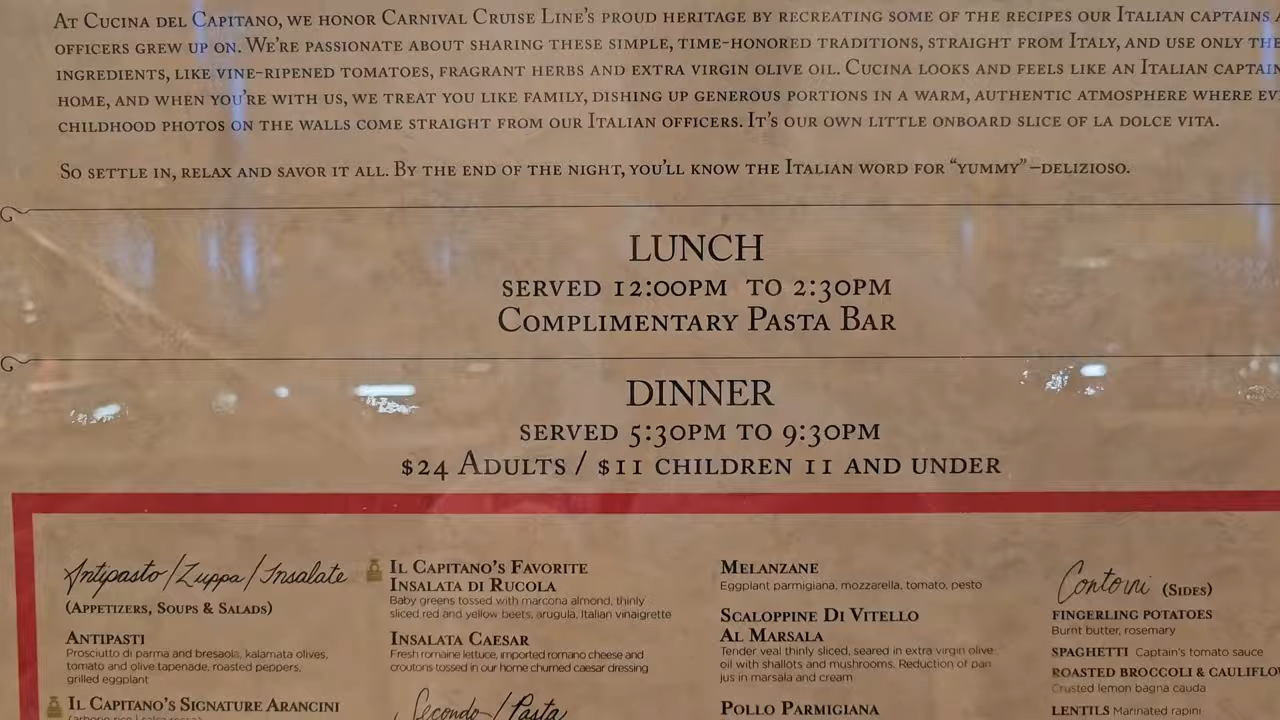 At Cucina del Capitano, we honor Carnival Cruise Line's proud heritage by recreating some of the recipes our Italian captains
officers grew up on. We're passionate about sharing these simple, time-honored traditions, straight from Italy, and use only the
ingredients, like vine-ripened tomatoes, fragrant herbs and extra virgin olive oil. Cucina looks and feels like an Italian
home, and when you're with us, we treat you like family, dishing up generous portions in a warm, authentic atmosphere where
childhood photos on the walls come straight from our Italian officers. It's our own little onboard slice of la dolce vita.
So settle in, relax and savor it all. By the end of the night, you'll know the Italian word for "yummy" –delizioso.
LUNCH
served 12:00pm to 2:30pm
Complimentary Pasta Bar
DINNER
served 5:30pm to 9:30pm
$24 Adults / $11 children 11 and under
Antipasto/Zuppa/Insalate
(Appetizers, Soups & Salads)
Antipasti
Prosciutto di parma and bresaola, kalamata olives,
tomato and olive tapenade, roasted peppers,
grilled eggplant
Il Capitano's Signature Arancini
Il Capitano's Favorite
Insalata di Rucola
Baby greens tossed with marcona almond, thinly
sliced red and yellow beets, arugula, Italian vinaigrette
Insalata Caesar
Fresh romaine lettuce, imported romano cheese and
croutons tossed in our home churned caesar dressing
Secondo/Pasta
Melanzane
Eggplant parmigiana, mozzarella, tomato, pesto
Scaloppine Di Vitello
Al Marsala
Tender veal thinly sliced, seared in extra virgin olive
oil with shallots and mushrooms. Reduction of pan
jus in marsala and cream
Pollo Parmigiana
Contorni (Sides)
Fingerling Potatoes
Burnt butter, rosemary
Spaghetti Captain's tomato sauce
Roasted Broccoli &
Crusted lemon bagna cauda
Lentils Marinated rapini